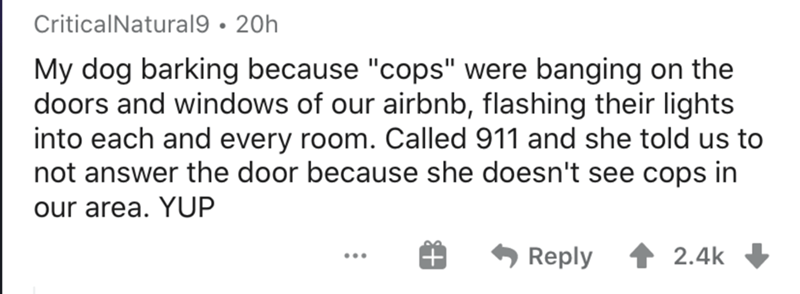 CriticalNatural9 • 20h
My dog barking because "cops" were banging on the
doors and windows of our airbnb, flashing their lights
into each and every room. Called 911 and she told us to
not answer the door because she doesn't see cops in
our area. YUP
... Reply 2.4k